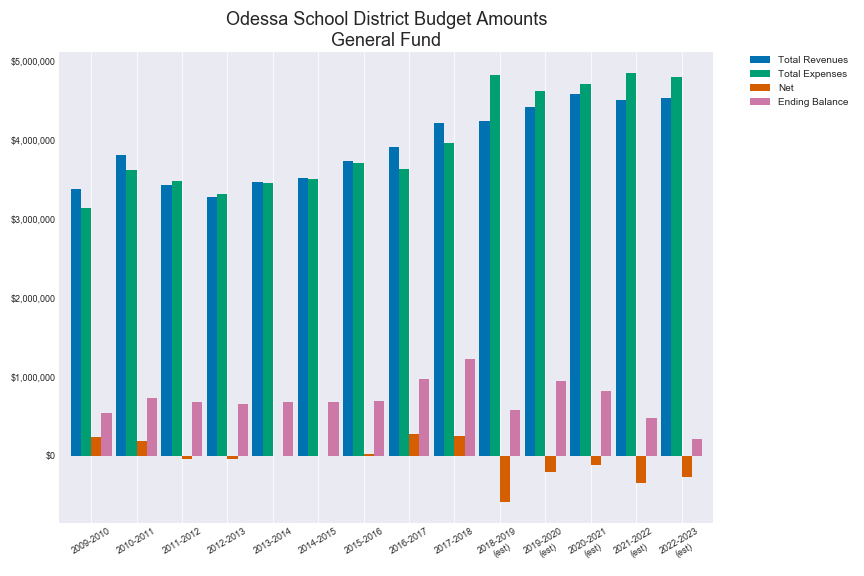 Odessa School District Budget Amounts
General Fund
$5,000,000
$4,000,000
$3,000,000
$2,000,000
$1,000,000
$0
2009-2010
2010-2011
2011-2012
2012-2013
2013-2014
2014-2015
2015-2016
2016-2017
2017-2018
2018-2019
(est)
2019-2020
(est)
2020-2021
(est)
2021-2022
(est)
2022-2023
(est)
Total Revenues
Total Expenses
Net
Ending Balance